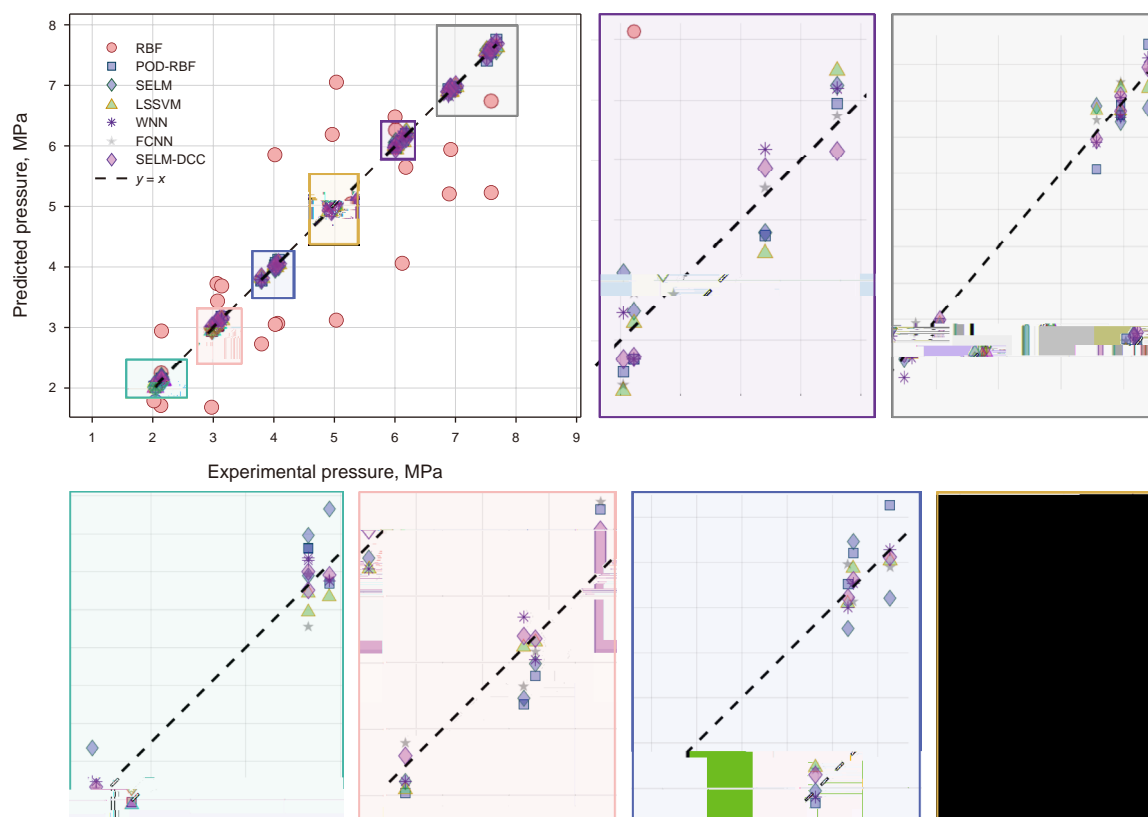 8
7
6
5
4
3
2
Predicted pressure, MPa
RBF
POD-RBF
SELM
LSSVM
WNN
FCNN
SELM-DCC
y = x
1 2 3 4 5 6 7 8 9
Experimental pressure, MPa